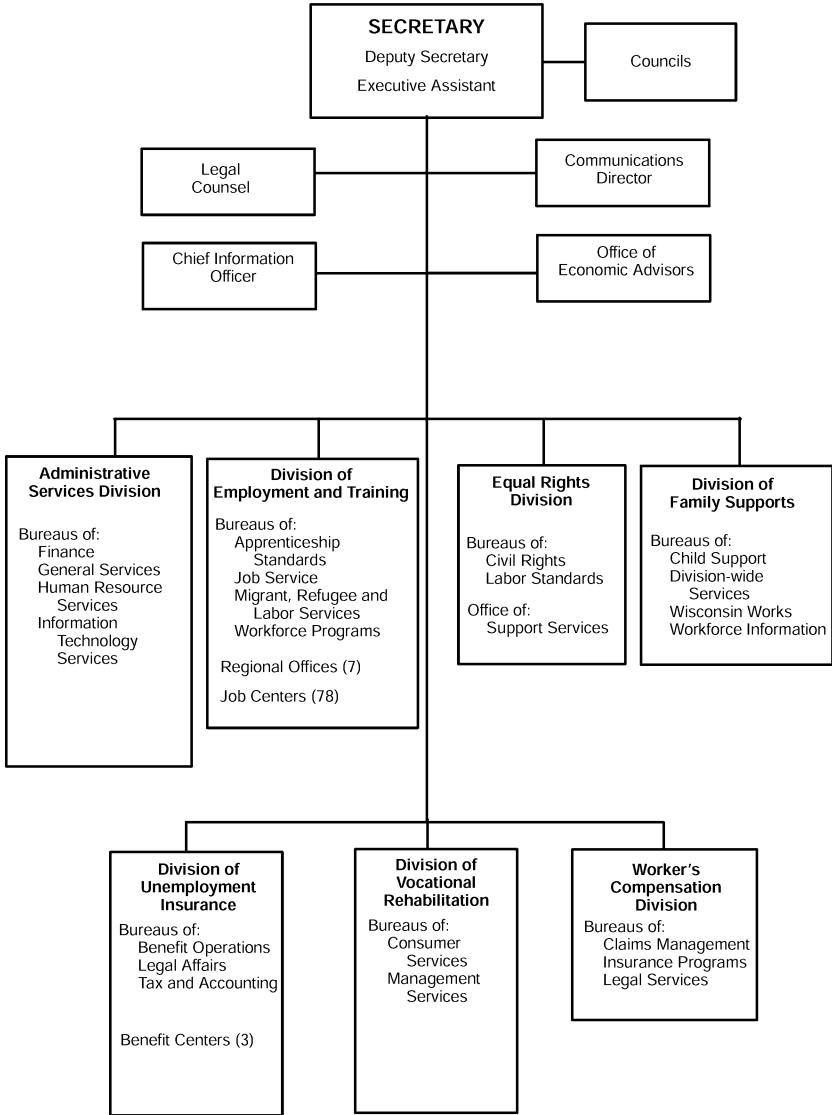 SECRETARY
Deputy Secretary
Executive Assistant
Councils
Legal
Counsel
Communications
Director
Chief Information
Officer
Office of
Economic Advisors
Administrative
Services Division
Bureaus of:
Finance
General Services
Human Resource
Services
Information
Technology
Services
Division of
Employment and Training
Bureaus of:
Apprenticeship
Standards
Job Service
Migrant, Refugee and
Labor Services
Workforce Programs
Regional Offices (7)
Job Centers (78)
Equal Rights
Division
Bureaus of:
Civil Rights
Labor Standards
Office of:
Support Services
Division of
Family Supports
Bureaus of:
Child Support
Division-wide
Services
Wisconsin Works
Workforce Information
Division of
Unemployment
Insurance
Bureaus of:
Benefit Operations
Legal Affairs
Tax and Accounting
Benefit Centers (3)
Division of
Vocational
Rehabilitation
Bureaus of:
Consumer
Services
Management
Services
Worker's
Compensation
Division
Bureaus of:
Claims Management
Insurance Programs
Legal Services